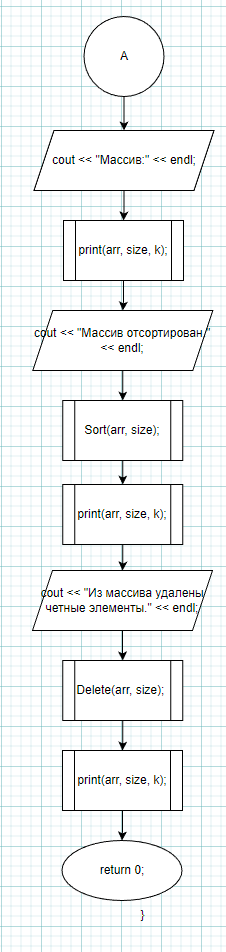 A
cout << "Массив:" << endl;
print(arr, size, k);
cout << "Массив отсортирован."
<< endl;
Sort(arr, size);
print(arr, size, k);
cout << "Из массива удалены
четные элементы." << endl;
Delete(arr, size);
print(arr, size, k);
return 0;
}